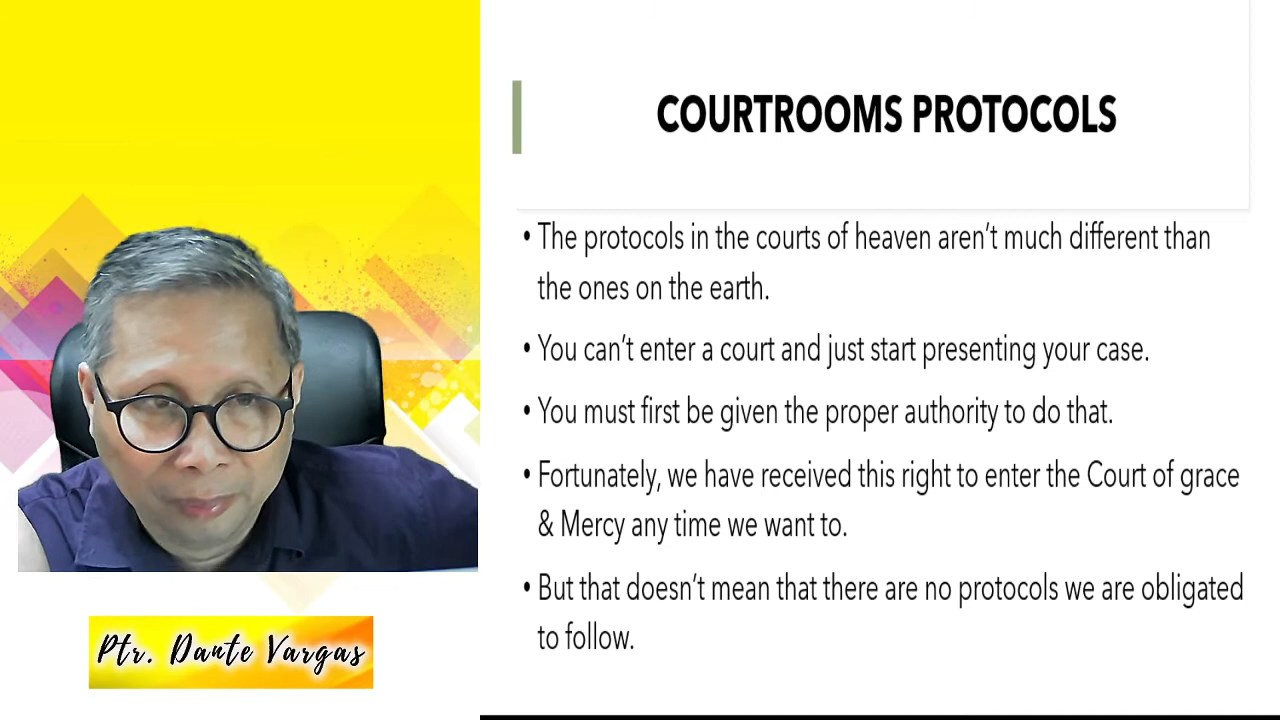 COURTROOMS PROTOCOLS
• The protocols in the courts of heaven aren't much different than
the ones on the earth.
• You can't enter a court and just start presenting your case.
• You must first be given the proper authority to do that.
• Fortunately, we have received this right to enter the Court of grace
& Mercy any time we want to.
• But that doesn't mean that there are no protocols we are obligated
to follow.
Ptr. Dante Vargas